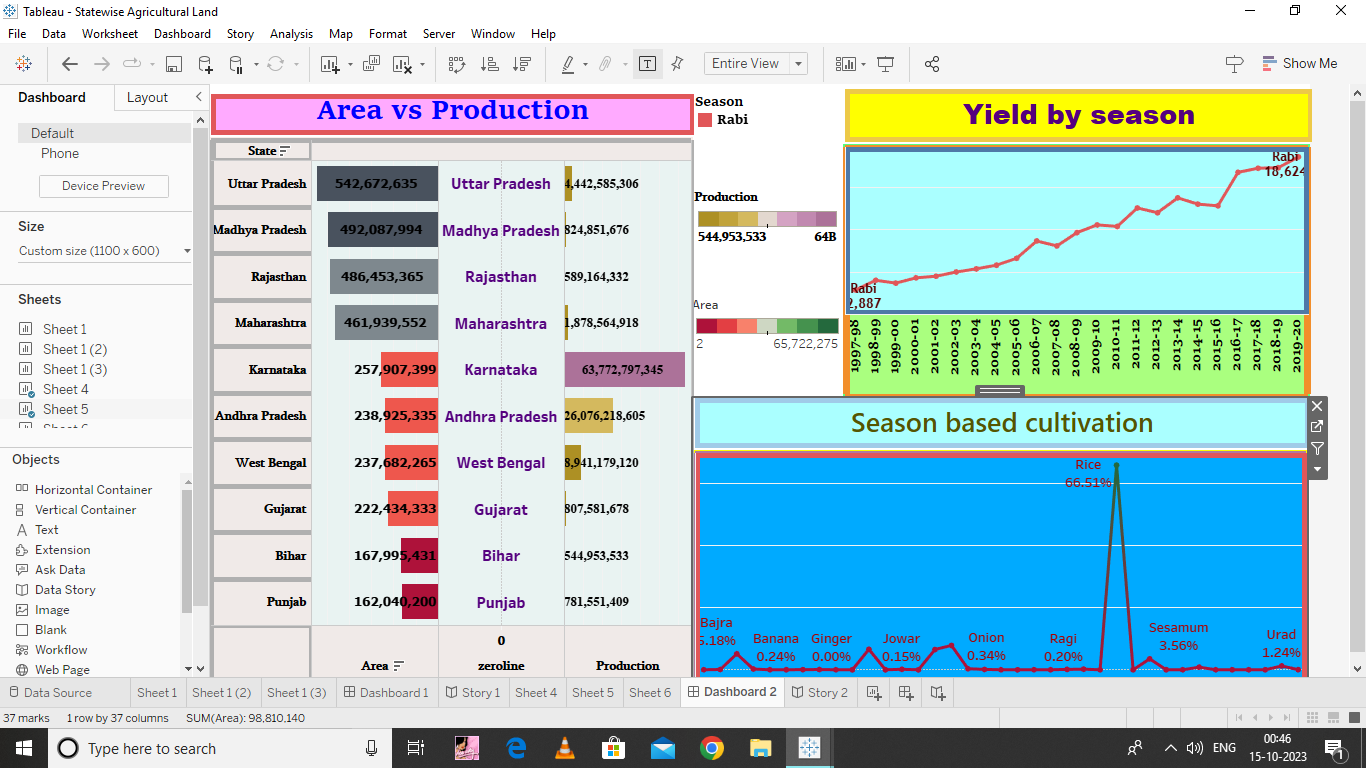 Tableau - Statewise Agricultural Land
File Data Worksheet Dashboard Story Analysis Map Format Server Window Help
Entire View
Show Me
Dashboard Layout
Default
Phone
Device Preview
Size
Custom size (1100 x 600)
Sheets
Sheet 1
Sheet 1 (2)
Sheet 1 (3)
Sheet 4
Sheet 5
Objects
Horizontal Container
Vertical Container
Text
Extension
Ask Data
Data Story
Image
Blank
Workflow
Web Page
Area vs Production
State
Uttar Pradesh 542,672,635 Uttar Pradesh 4,442,585,306
Madhya Pradesh 492,087,994 Madhya Pradesh 824,851,676
Rajasthan 486,453,365 Rajasthan 589,164,332
Maharashtra 461,939,552 Maharashtra 1,878,564,918
Karnataka 257,907,399 Karnataka 63,772,797,345
Andhra Pradesh 238,925,335 Andhra Pradesh 26,076,218,605
West Bengal 237,682,265 West Bengal 8,941,179,120
Gujarat 222,434,333 Gujarat 807,581,678
Bihar 167,995,431 Bihar 544,953,533
Punjab 162,040,200 Punjab 781,551,409
0
Area zeroline Production
Season
Rabi
Production
544,953,533 64B
Area
2 65,722,275
Yield by season
Rabi
18,624
Rabi
2,887
1997-98 1998-99 1999-00 2000-01 2001-02 2002-03 2003-04 2004-05 2005-06 2006-07 2007-08 2008-09 2009-10 2010-11 2011-12 2012-13 2013-14 2014-15 2015-16 2016-17 2017-18 2018-19 2019-20
Season based cultivation
Rice
66.51%
Bajra
5.18%
Banana
0.24%
Ginger
0.00%
Jowar
0.15%
Onion
0.34%
Ragi
0.20%
Sesamum
3.56%
Urad
1.24%
Data Source Sheet 1 Sheet 1 (2) Sheet 1 (3) Dashboard 1 Story 1 Sheet 4 Sheet 5 Sheet 6 Dashboard 2 Story 2
37 marks 1 row by 37 columns SUM(Area): 98,810,140
Type here to search
ENG
00:46
15-10-2023
1